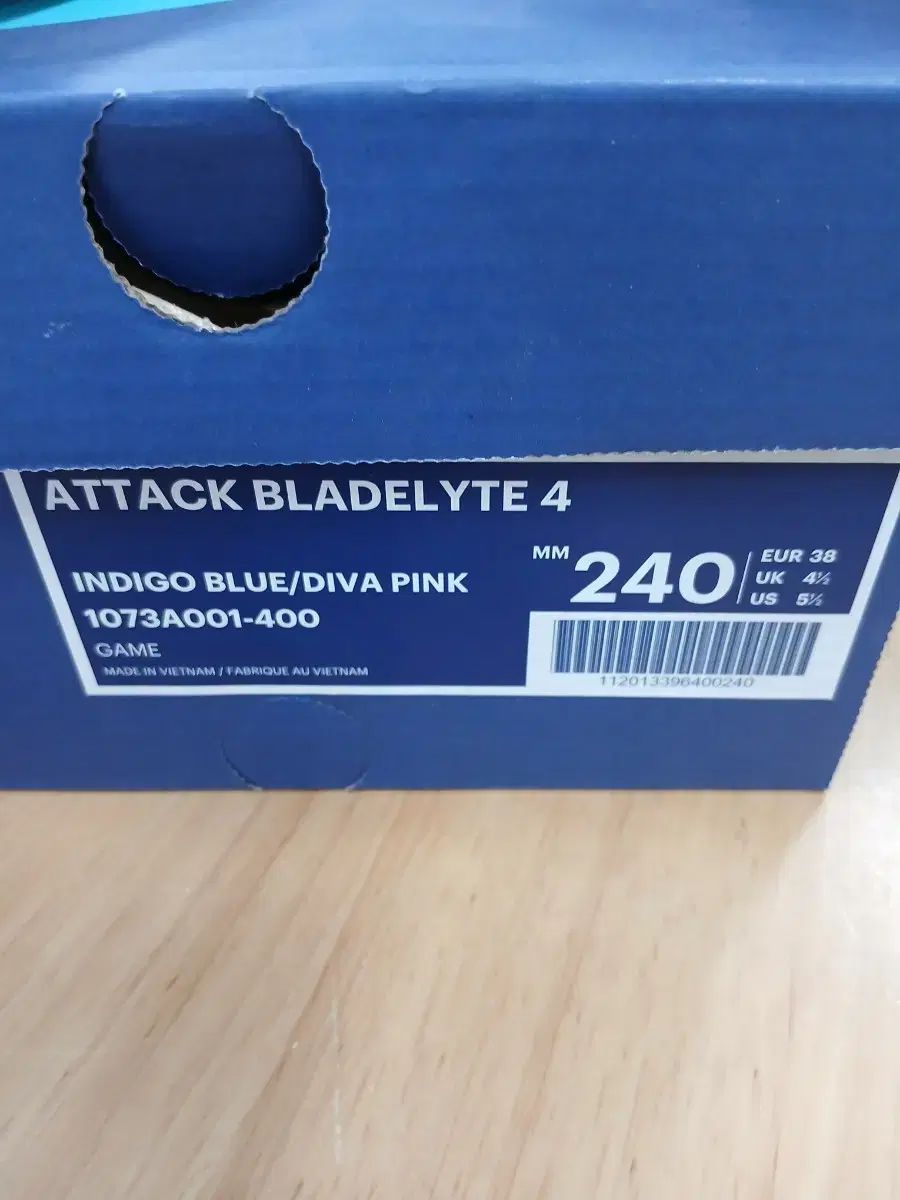 ATTACK BLADELYTE 4
INDIGO BLUE/DIVA PINK
1073A001-400
GAME
MADE IN VIETNAM / FABRIQUE AU VIETNAM
MM 240
EUR 38
UK 4½
US 5½
112013396400240